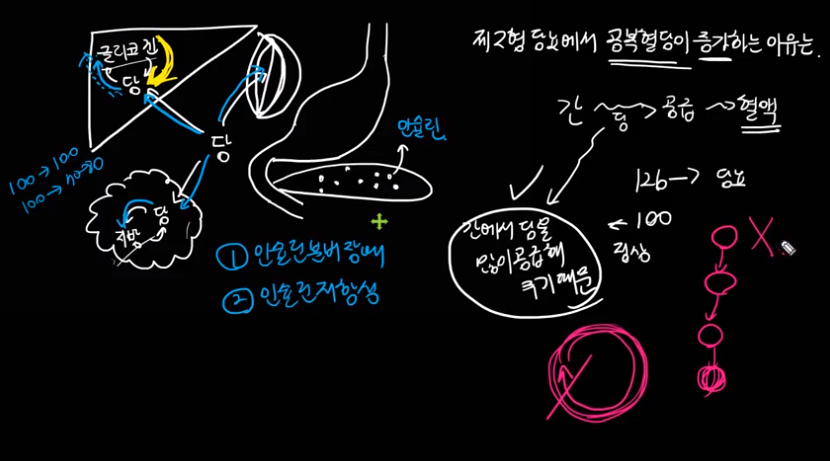 제2형 당뇨에서 공복혈당이 증가하는 이유는.
글리코겐
당
당
인슐린.
간 당 공급 혈액
126 → 당뇨
100 → 100
100 → 70~80
당
지방
① 인슐린분비장애
② 인슐린저항성
간에서 당을
많이공급해
주기때문
← 100
정상
X